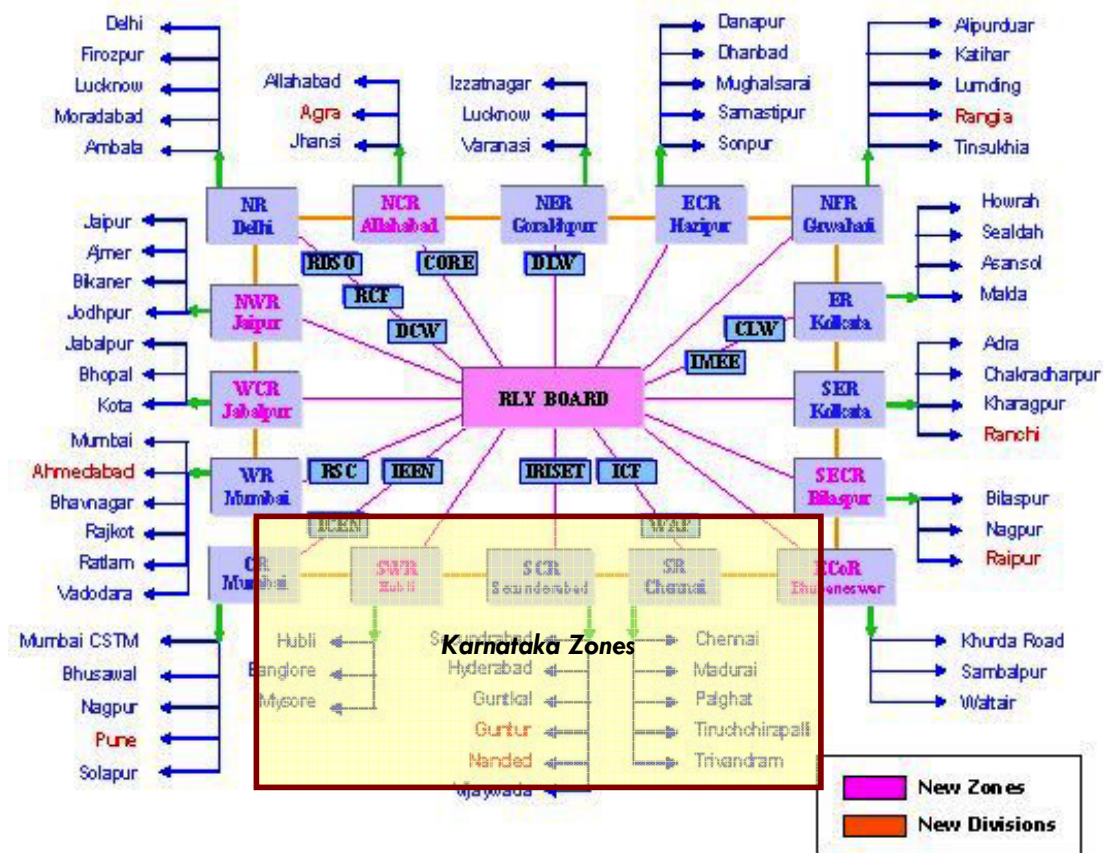 Delhi
Firozpur
Lucknow
Moradabad
Ambala
Allahabad
Agra
Jhansi
Izzatnagar
Lucknow
Varanasi
Danapur
Dhanbad
Mughalsarai
Samastipur
Sonpur
Alipurduar
Katihar
Lumding
Rangia
Tinsukhia
NR
Delhi
NCR
Allahabad
NER
Gorakhpur
ECR
Hazipur
NFR
Guwahati
Jaipur
Ajmer
Bikaner
Jodhpur
NWR
Jaipur
Jabalpur
Bhopal
Kota
WCR
Jabalpur
Mumbai
Ahmedabad
Bhavnagar
Rajkot
Ratlam
Vadodara
WR
Mumbai
RDSO
RCF
DCW
CORE
DLW
CLW
IMEE
RLY BOARD
RSC
IEEN
IRISET
ICF
ICEN
WAP
Howrah
Sealdah
Asansol
Malda
ER
Kolkata
Adra
Chakradharpur
Kharagpur
Ranchi
SER
Kolkata
SECR
Bilaspur
Bilaspur
Nagpur
Raipur
CR
Mumbai
SWR
Hubli
SCR
Secunderabad
SR
Chennai
ECoR
Bhubaneswar
Mumbai CSTM
Bhusawal
Nagpur
Pune
Solapur
Hubli
Banglore
Mysore
Karnataka Zones
Secundrabad
Hyderabad
Guntkal
Guntur
Nanded
Vijaywada
Chennai
Madurai
Palghat
Tiruchchirapalli
Trivandram
Khurda Road
Sambalpur
Waltair
New Zones
New Divisions